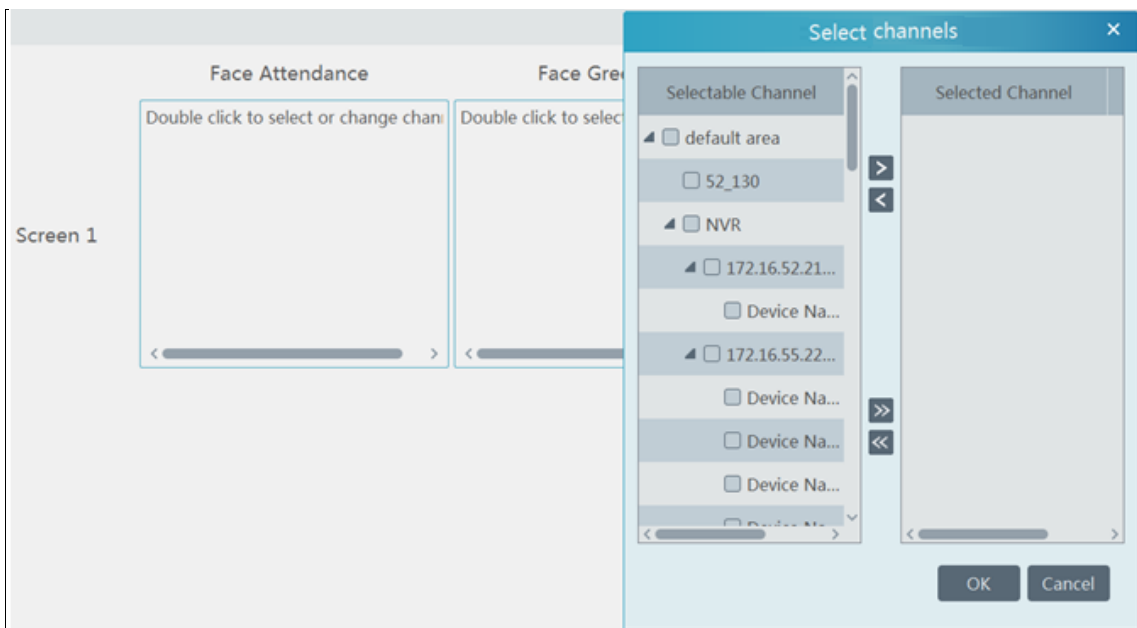 Select channels
Face Attendance
Face Gree
Double click to select or change chan
Double click to selec
Screen 1
Selectable Channel
default area
52_130
NVR
172.16.52.21...
Device Na...
172.16.55.22...
Device Na...
Device Na...
Device Na...
Selected Channel
OK
Cancel